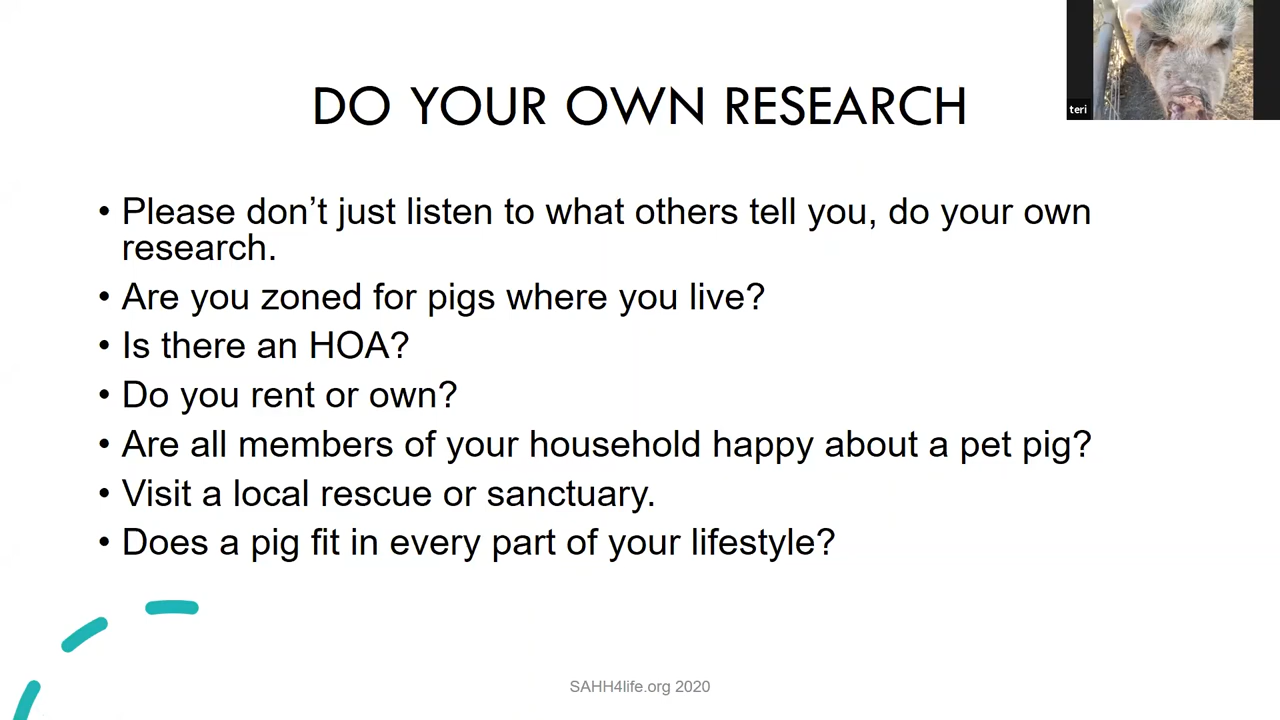 DO YOUR OWN RESEARCH
teri
• Please don’t just listen to what others tell you, do your own
research.
• Are you zoned for pigs where you live?
• Is there an HOA?
• Do you rent or own?
• Are all members of your household happy about a pet pig?
• Visit a local rescue or sanctuary.
• Does a pig fit in every part of your lifestyle?
SAHH4life.org 2020